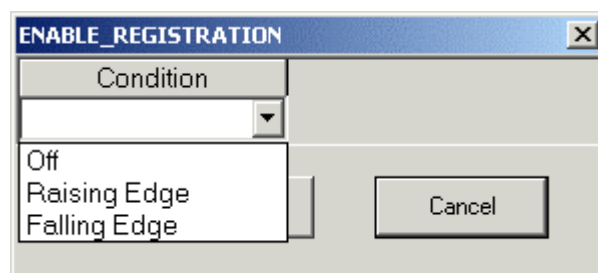 ENABLE_REGISTRATION
Condition
Off
Raising Edge
Falling Edge
Cancel